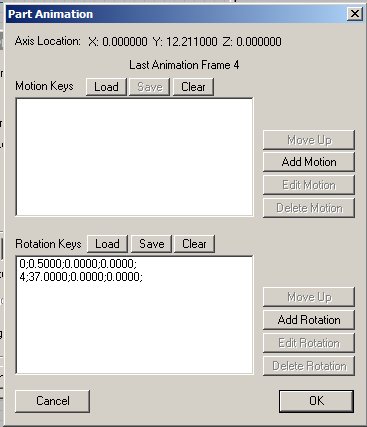 Part Animation
Axis Location: X: 0.000000 Y: 12.211000 Z: 0.000000
Last Animation Frame 4
Motion Keys Load Save Clear
Move Up
Add Motion
Edit Motion
Delete Motion
Rotation Keys Load Save Clear
0;0.5000;0.0000;0.0000;
4;37.0000;0.0000;0.0000;
Move Up
Add Rotation
Edit Rotation
Delete Rotation
Cancel OK